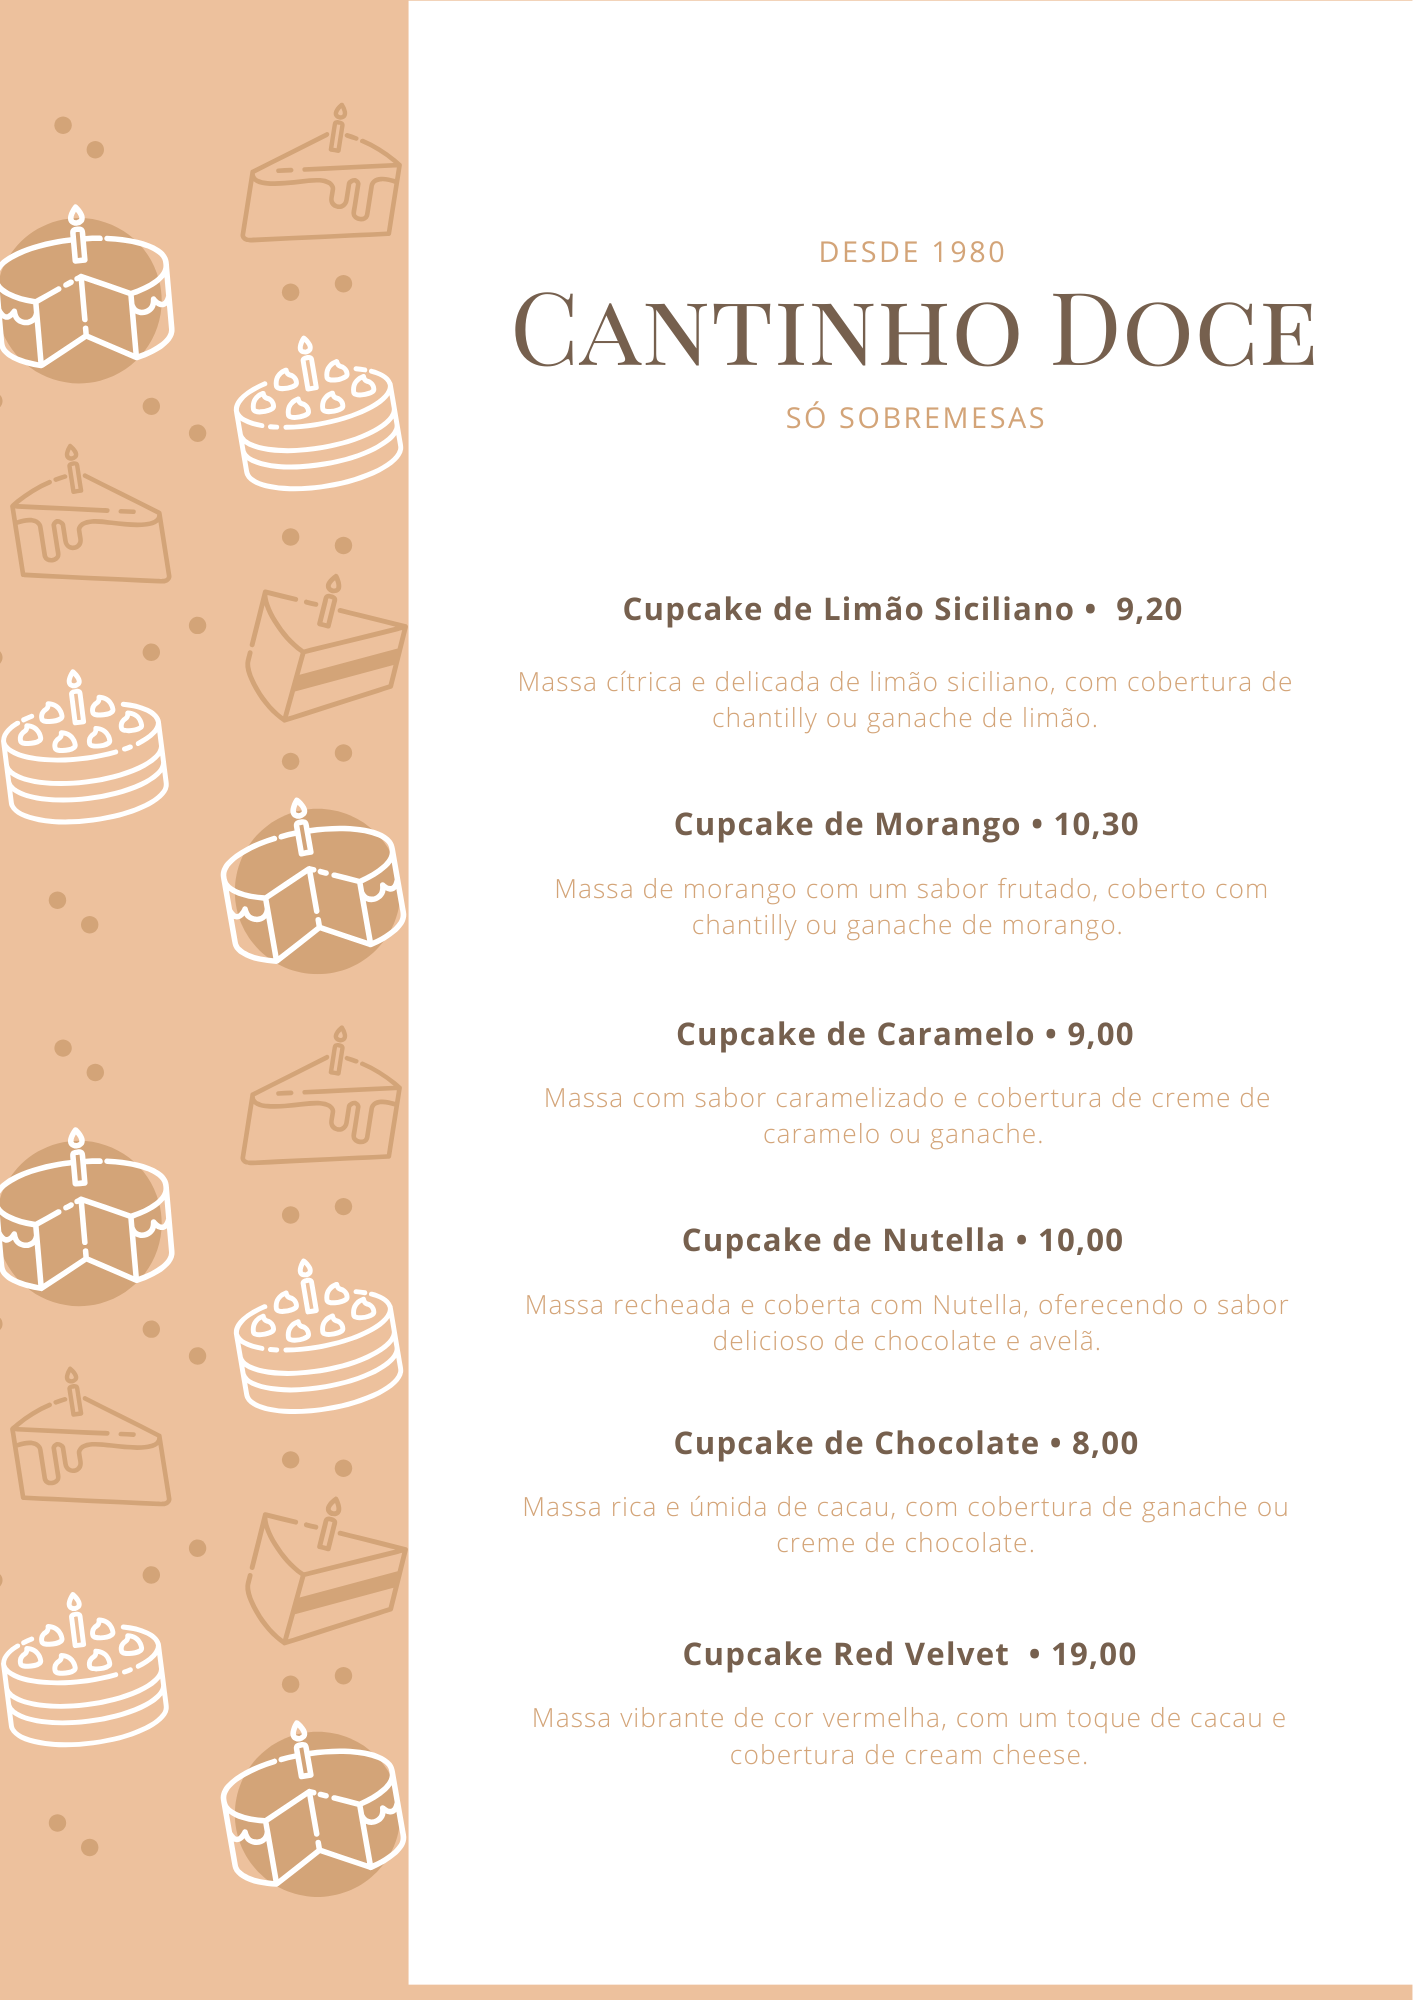 DESDE 1980
CANTINHO DOCE
SÓ SOBREMESAS
Cupcake de Limão Siciliano • 9,20
Massa cítrica e delicada de limão siciliano, com cobertura de
chantilly ou ganache de limão.
Cupcake de Morango • 10,30
Massa de morango com um sabor frutado, coberto com
chantilly ou ganache de morango.
Cupcake de Caramelo • 9,00
Massa com sabor caramelizado e cobertura de creme de
caramelo ou ganache.
Cupcake de Nutella • 10,00
Massa recheada e coberta com Nutella, oferecendo o sabor
delicioso de chocolate e avelã.
Cupcake de Chocolate • 8,00
Massa rica e úmida de cacau, com cobertura de ganache ou
creme de chocolate.
Cupcake Red Velvet • 19,00
Massa vibrante de cor vermelha, com um toque de cacau e
cobertura de cream cheese.